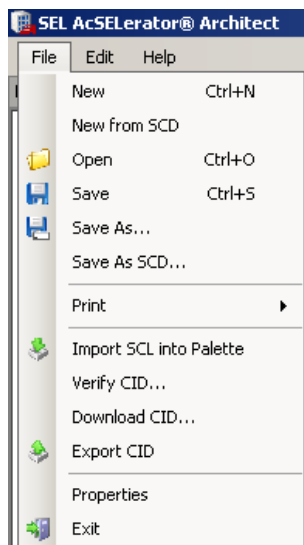 SEL AcSELerator® Architect
File Edit Help
New Ctrl+N
New from SCD
Open Ctrl+O
Save Ctrl+S
Save As...
Save As SCD...
Print
Import SCL into Palette
Verify CID...
Download CID...
Export CID
Properties
Exit